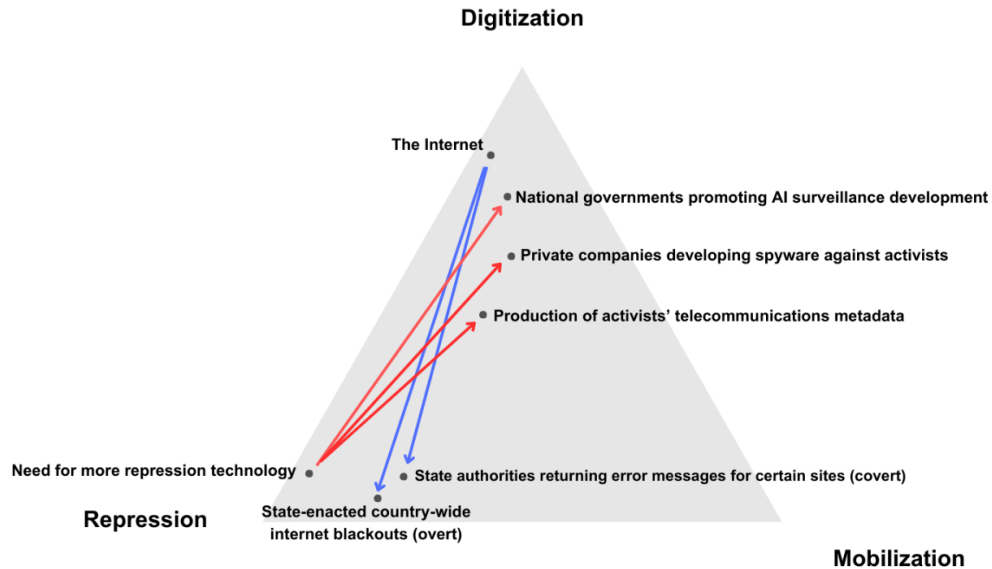 Digitization
The Internet
National governments promoting AI surveillance development
Private companies developing spyware against activists
Production of activists’ telecommunications metadata
Need for more repression technology
State authorities returning error messages for certain sites (covert)
State-enacted country-wide
internet blackouts (overt)
Repression
Mobilization